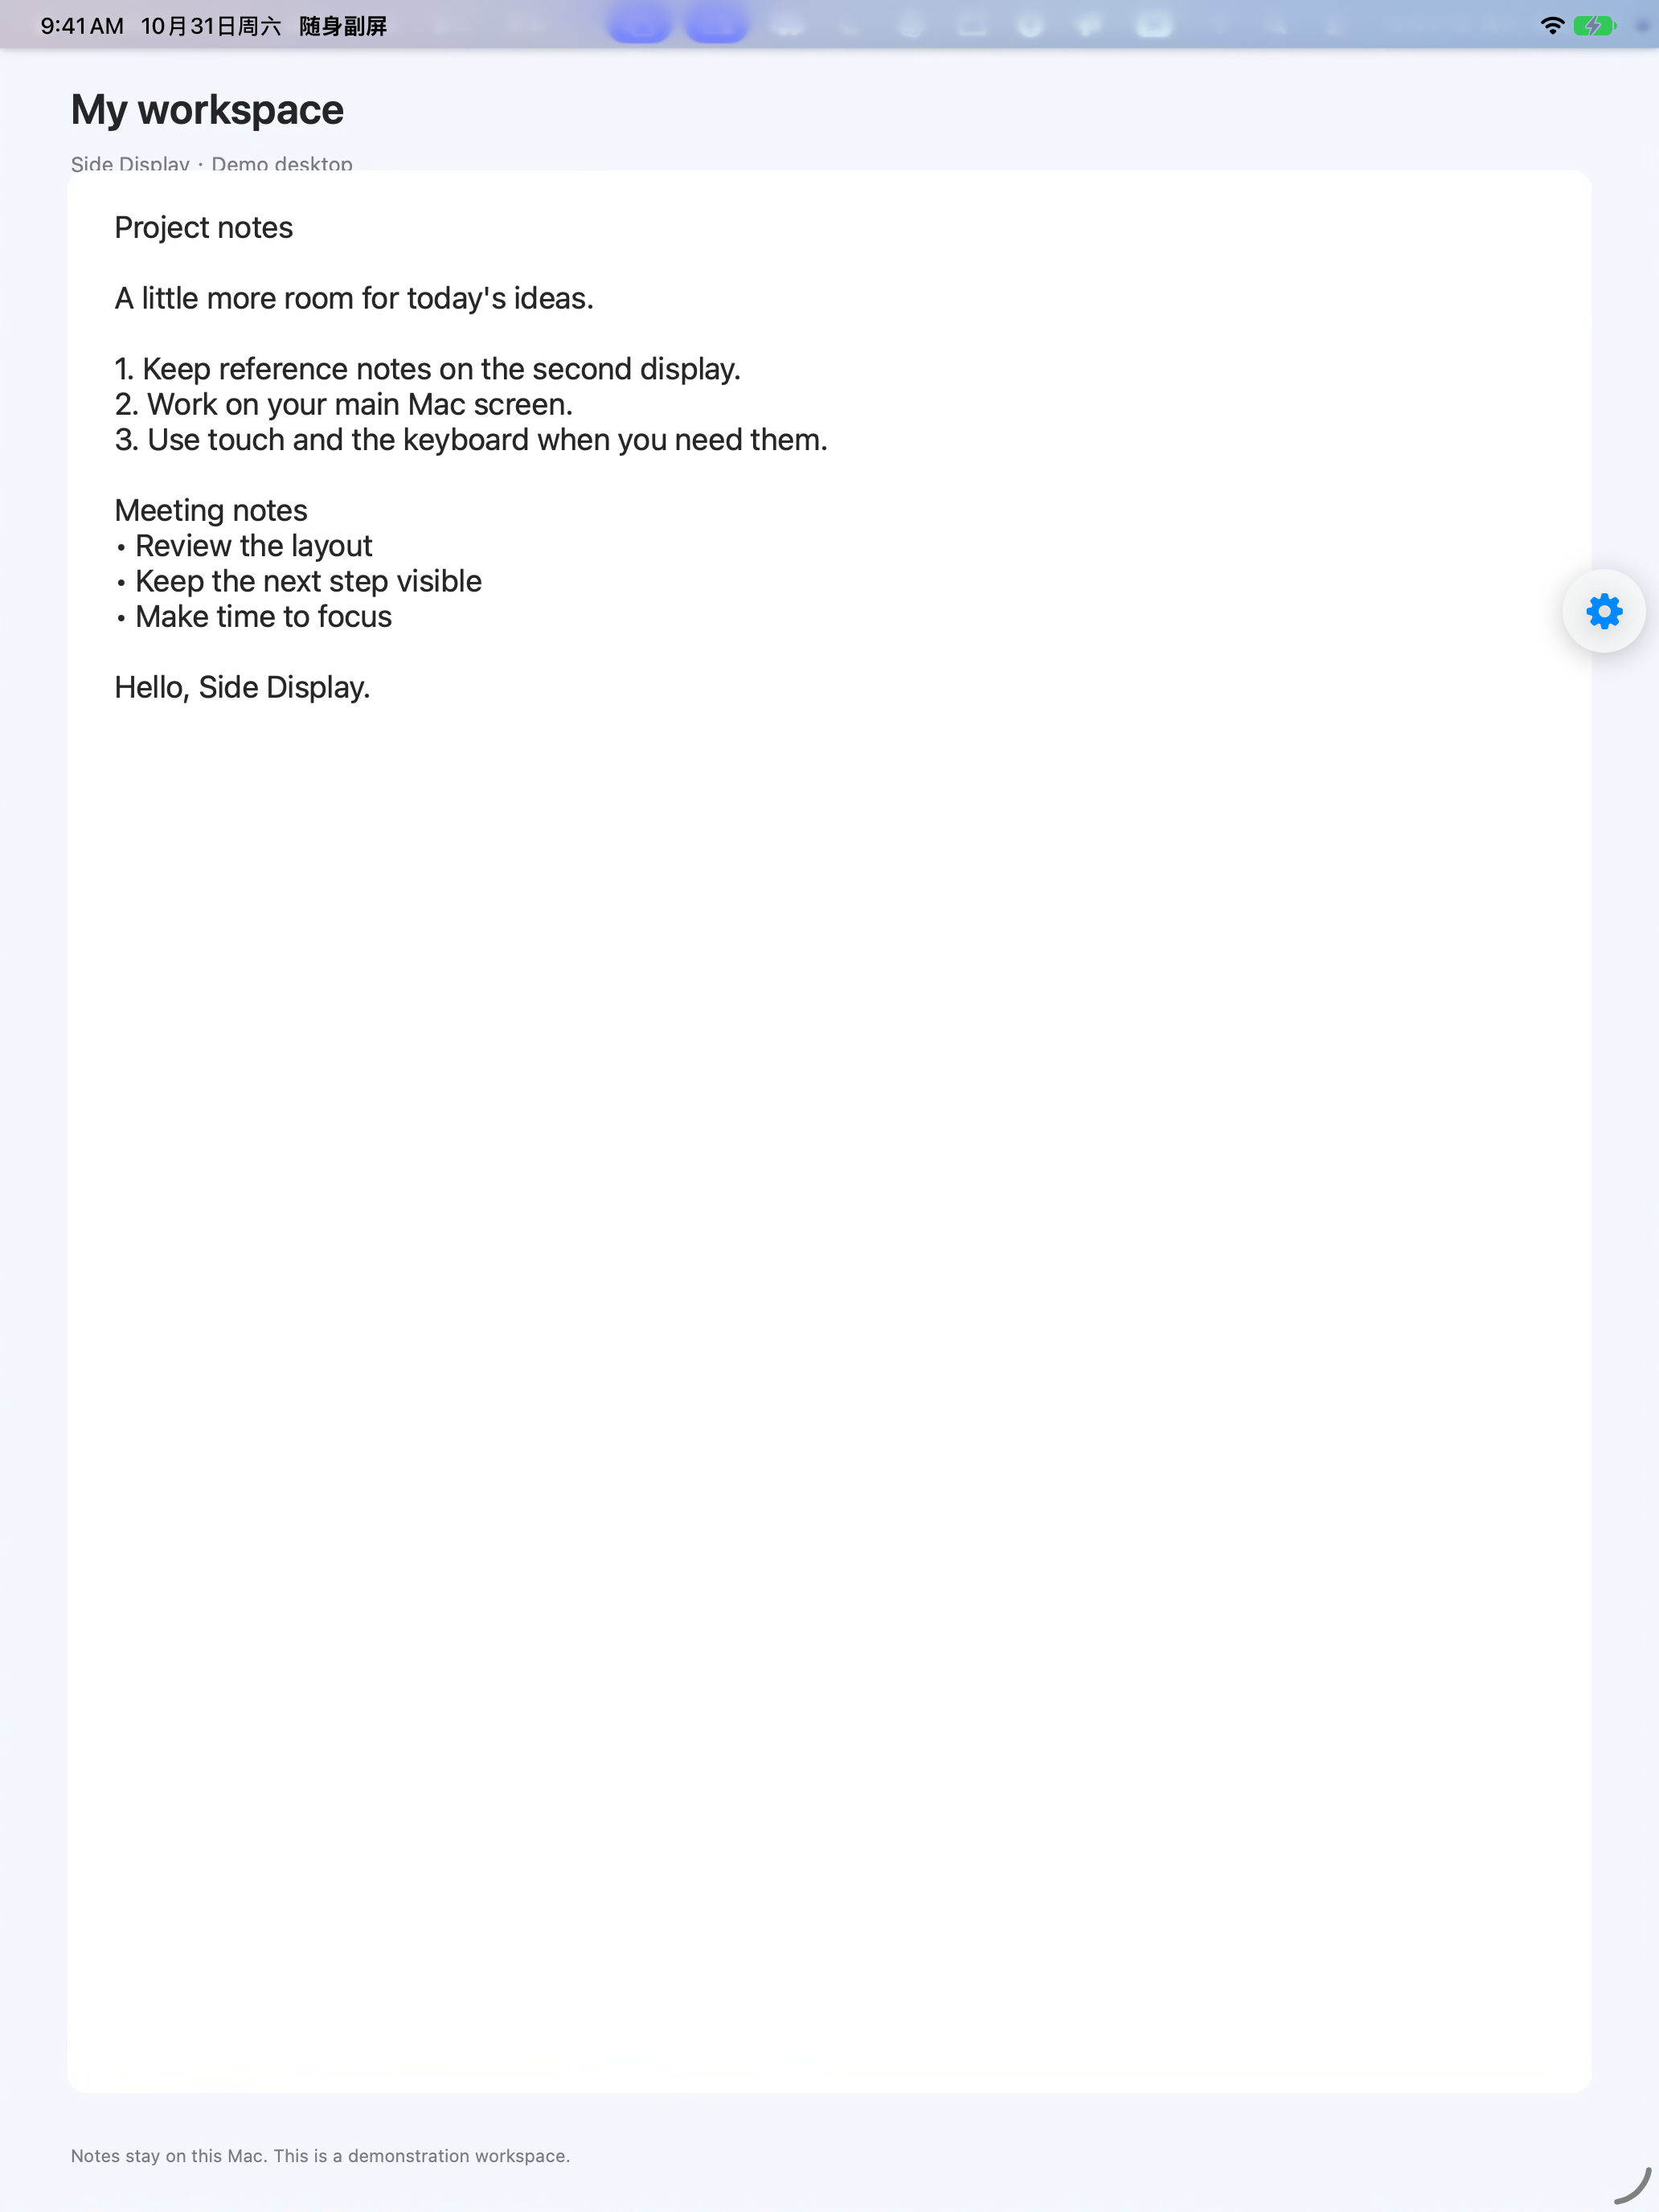 9:41 AM 10月31日周六 随身副屏
My workspace
Side Display · Demo desktop
Project notes
A little more room for today's ideas.
1. Keep reference notes on the second display.
2. Work on your main Mac screen.
3. Use touch and the keyboard when you need them.
Meeting notes
• Review the layout
• Keep the next step visible
• Make time to focus
Hello, Side Display.
Notes stay on this Mac. This is a demonstration workspace.